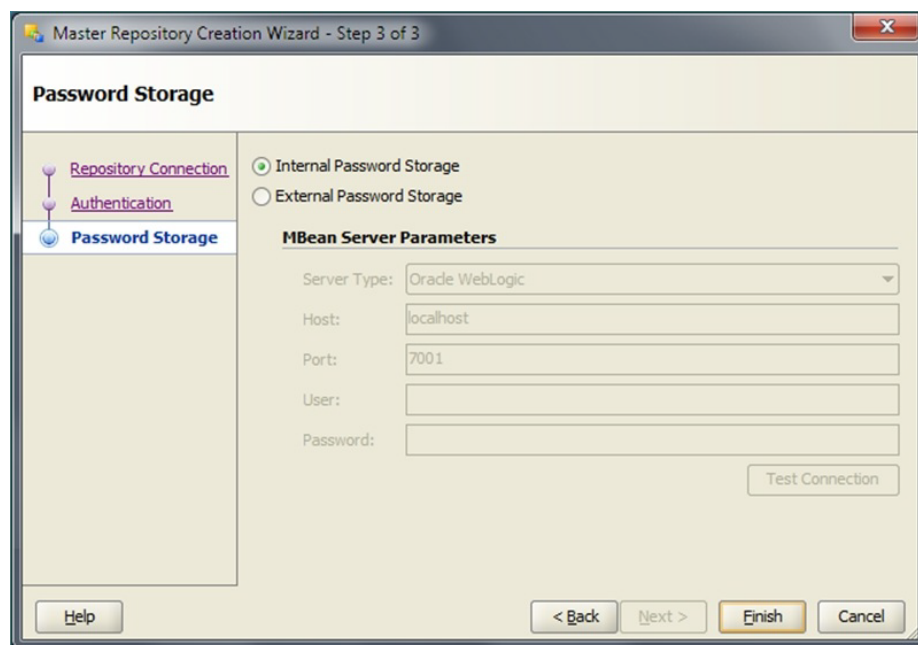 Master Repository Creation Wizard - Step 3 of 3
Password Storage
Repository Connection
Authentication
Password Storage
Internal Password Storage
External Password Storage
MBean Server Parameters
Server Type: Oracle WebLogic
Host: localhost
Port: 7001
User:
Password:
Test Connection
Help
< Back
Next >
Finish
Cancel